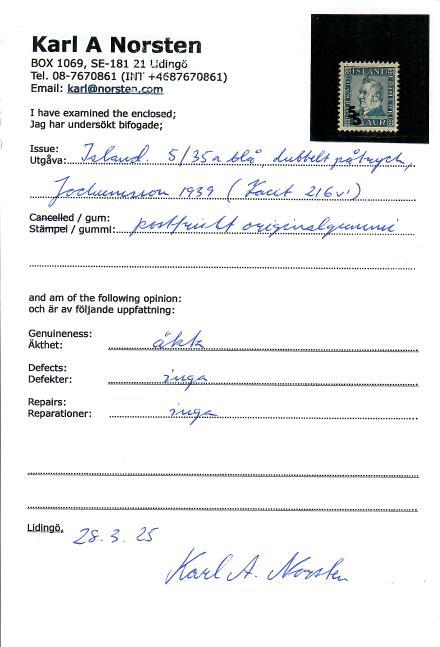 Karl A Norsten
BOX 1069, SE-181 21 Lidingö
Tel. 08-7670861 (INT +4687670861)
Email: karl@norsten.com
ISLAND
AUR
I have examined the enclosed;
Jag har undersökt bifogade;
Issue:
Utgåva: Island. 5/35a blå, dubbelt påtryck,
Jochumsson 1939 (Facit 216v¹)
Cancelled / gum:
Stämpel / gummi: postfriskt originalgummi
and am of the following opinion:
och är av följande uppfattning:
Genuineness:
Äkthet: äkta
Defects:
Defekter: inga
Repairs:
Reparationer: inga
Lidingö, 28.3.25
Karl A. Norsten